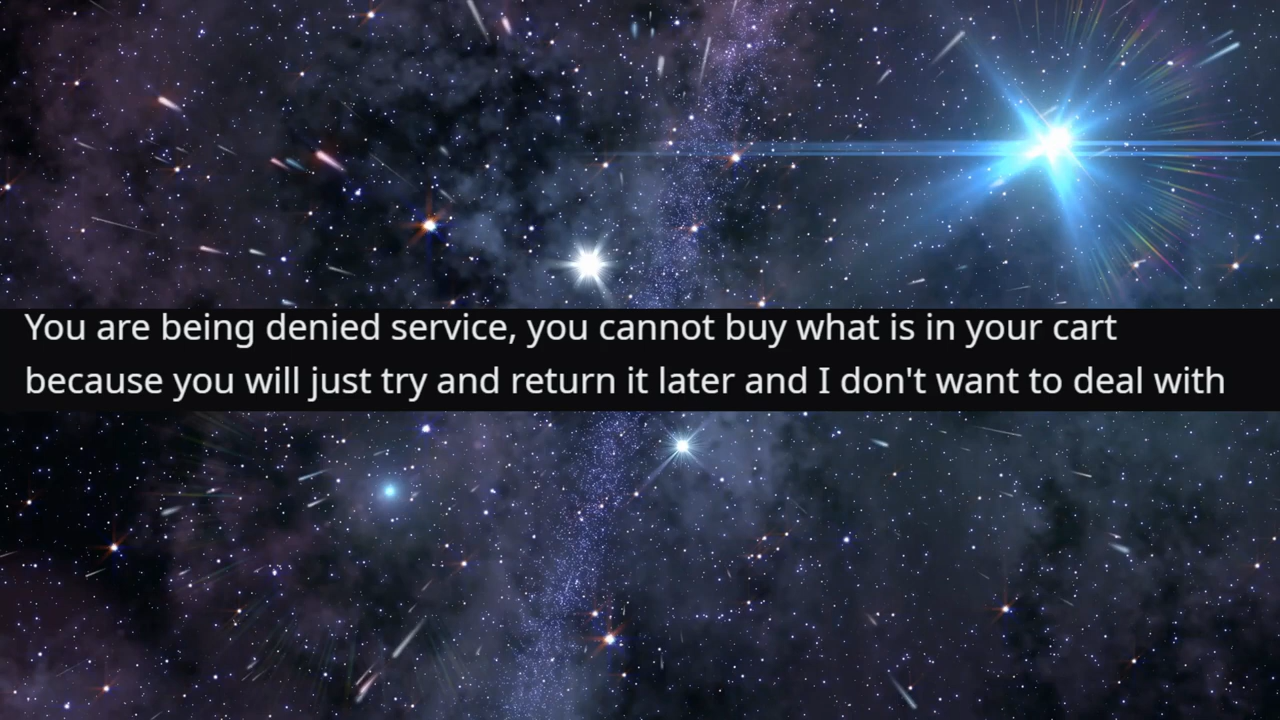 You are being denied service, you cannot buy what is in your cart
because you will just try and return it later and I don't want to deal with